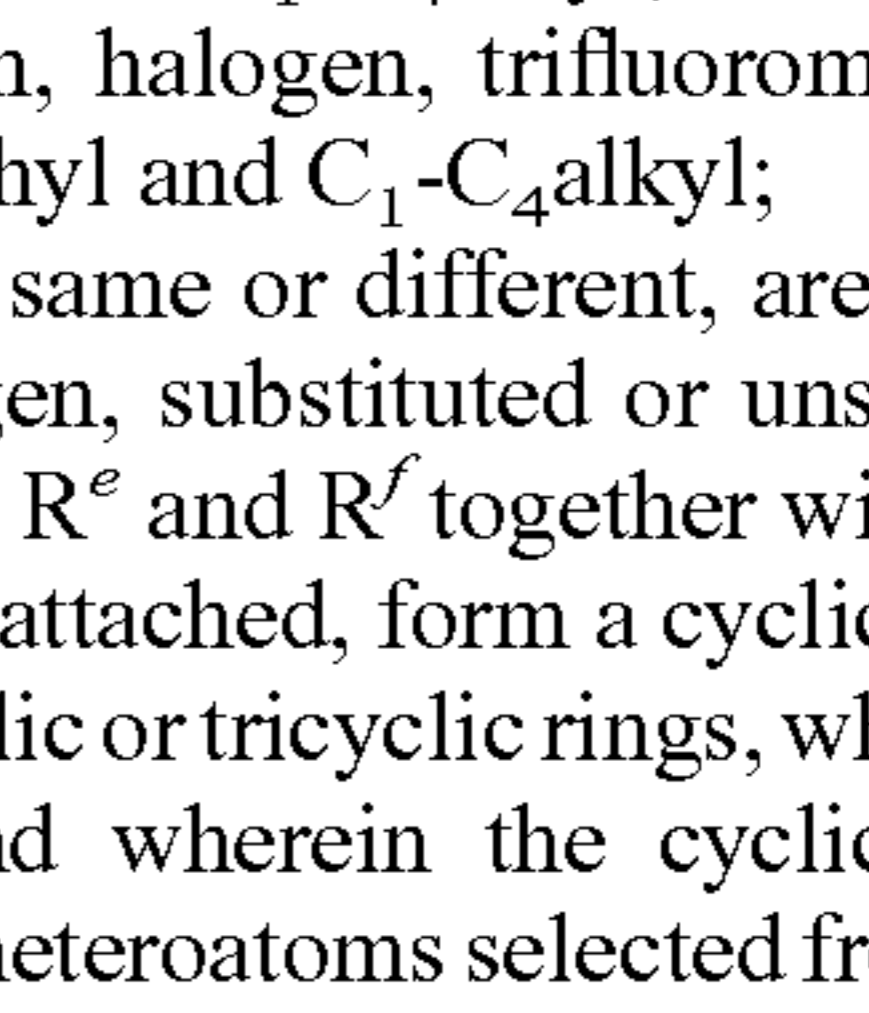 n, halogen, trifluorom
hyl and C₁-C₄alkyl;
same or different, are
gen, substituted or uns
Rᵉ and Rᶠ together wi
attached, form a cyclic
lic or tricyclic rings, wh
nd wherein the cyclic
heteroatoms selected fr